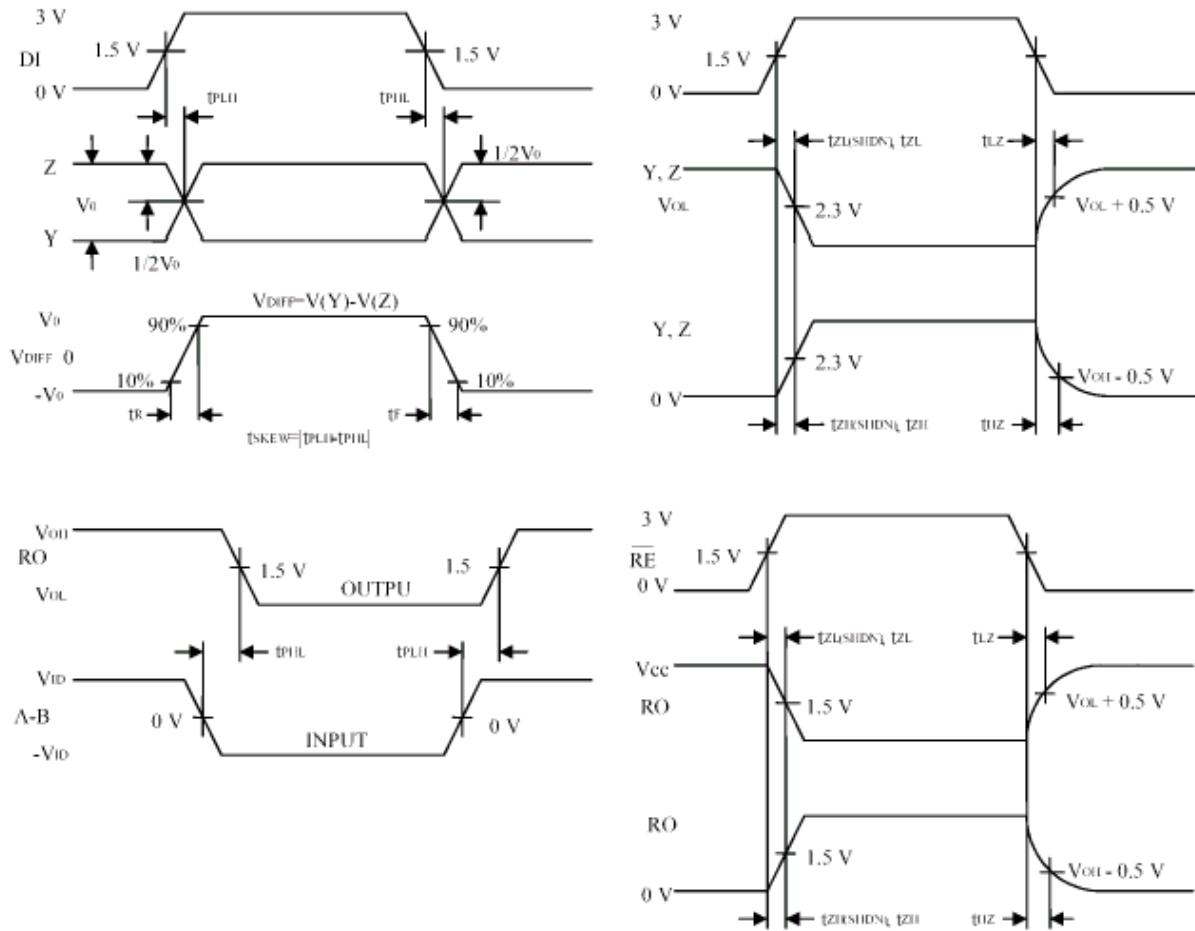 3 V
DI
1.5 V
1.5 V
0 V
tPLH
tPHL
Z
1/2V0
V0
Y
1/2V0
VDIFF=V(Y)-V(Z)
V0
90%
90%
VDIFF 0
10%
10%
-V0
tR
tF
tSKEW=|tPLH-tPHL|
3 V
1.5 V
0 V
tZL(SHDN), tZL
tLZ
Y, Z
VOL
2.3 V
VOL + 0.5 V
Y, Z
2.3 V
VOH - 0.5 V
0 V
tZH(SHDN), tZH
tHZ
VOH
RO
1.5 V
1.5
VOL
OUTPU
tPHL
tPLH
VID
A-B
0 V
0 V
-VID
INPUT
3 V
RE
1.5 V
0 V
tZL(SHDN), tZL
tLZ
Vcc
RO
1.5 V
VOL + 0.5 V
RO
1.5 V
VOH - 0.5 V
0 V
tZH(SHDN), tZH
tHZ